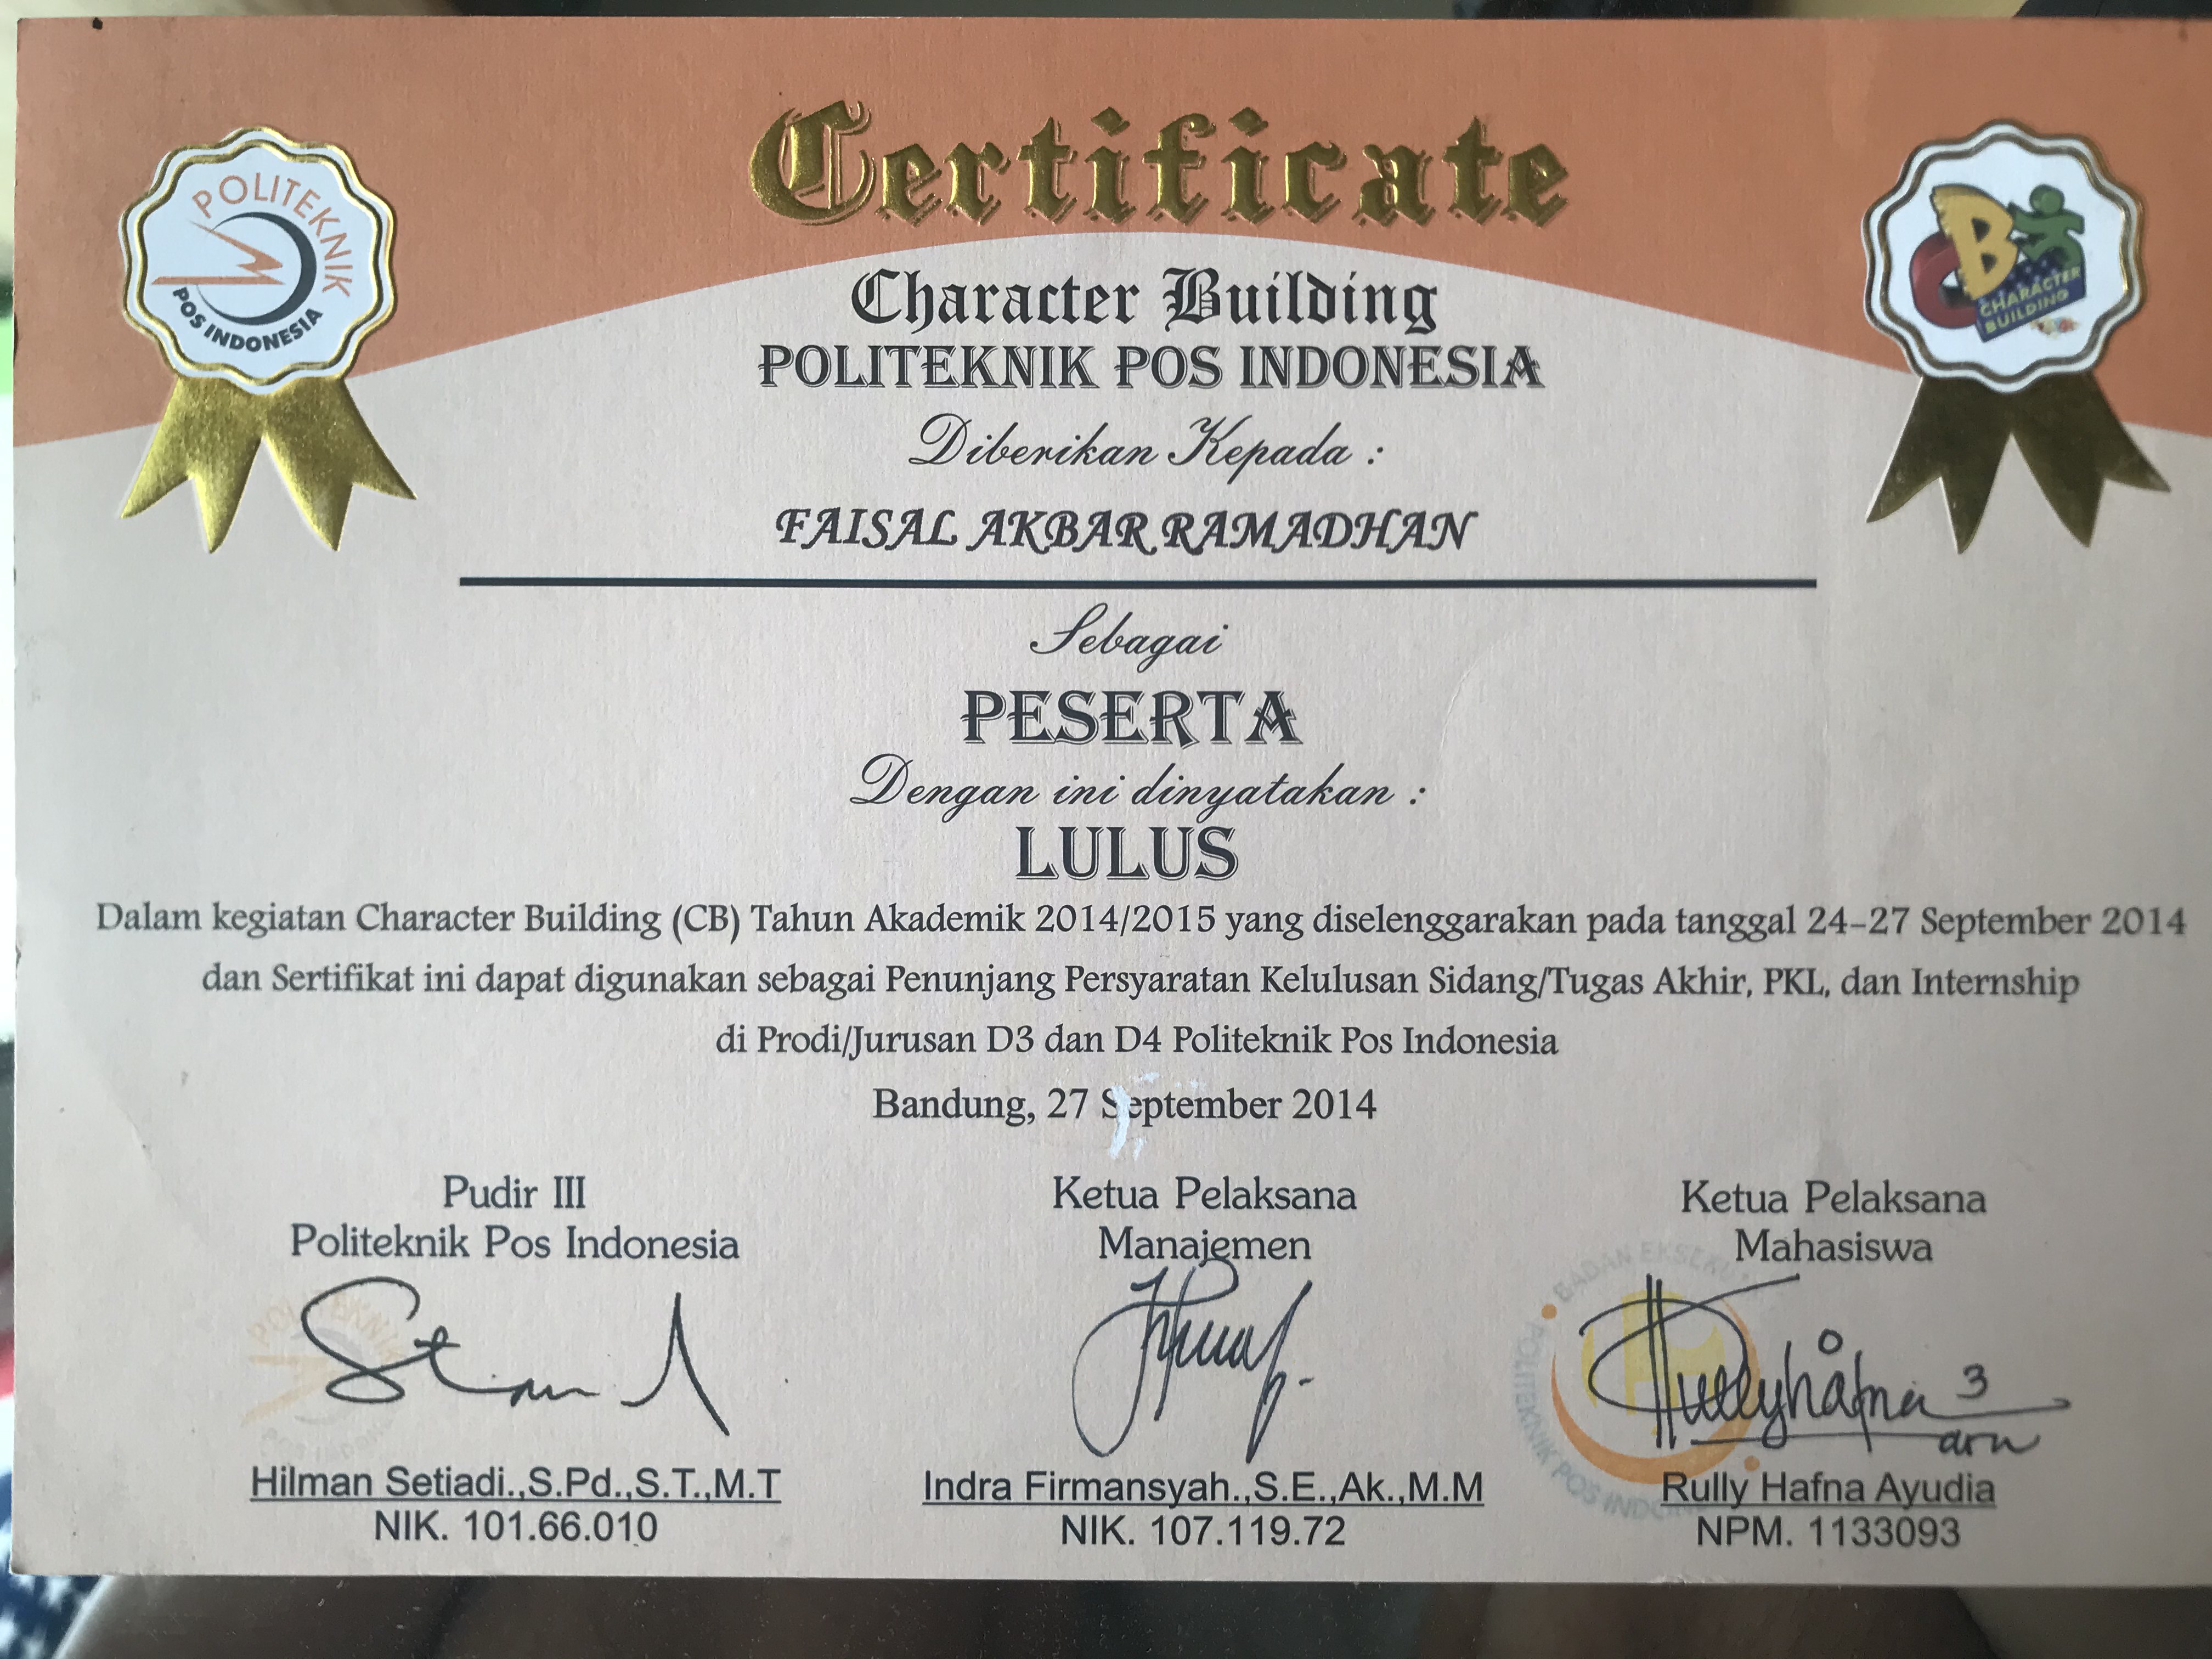 POLITEKNIK
POS INDONESIA
Certificate
CB
CHARACTER
BUILDING
Character Building
POLITEKNIK POS INDONESIA
Diberikan Kepada :
FAISAL AKBAR RAMADHAN
Sebagai
PESERTA
Dengan ini dinyatakan :
LULUS
Dalam kegiatan Character Building (CB) Tahun Akademik 2014/2015 yang diselenggarakan pada tanggal 24-27 September 2014
dan Sertifikat ini dapat digunakan sebagai Penunjang Persyaratan Kelulusan Sidang/Tugas Akhir, PKL, dan Internship
di Prodi/Jurusan D3 dan D4 Politeknik Pos Indonesia
Bandung, 27 September 2014
Pudir III
Politeknik Pos Indonesia
Hilman Setiadi.,S.Pd.,S.T.,M.T
NIK. 101.66.010
Ketua Pelaksana
Manajemen
Indra Firmansyah.,S.E.,Ak.,M.M
NIK. 107.119.72
Ketua Pelaksana
Mahasiswa
Rully Hafna Ayudia
NPM. 1133093